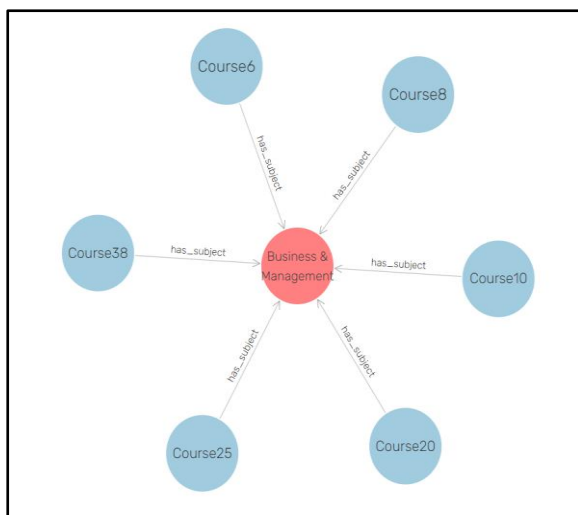 Course6
Course8
has_subject
has_subject
Course38
has_subject
Business &
Management
has_subject
Course10
has_subject
has_subject
Course25
Course20